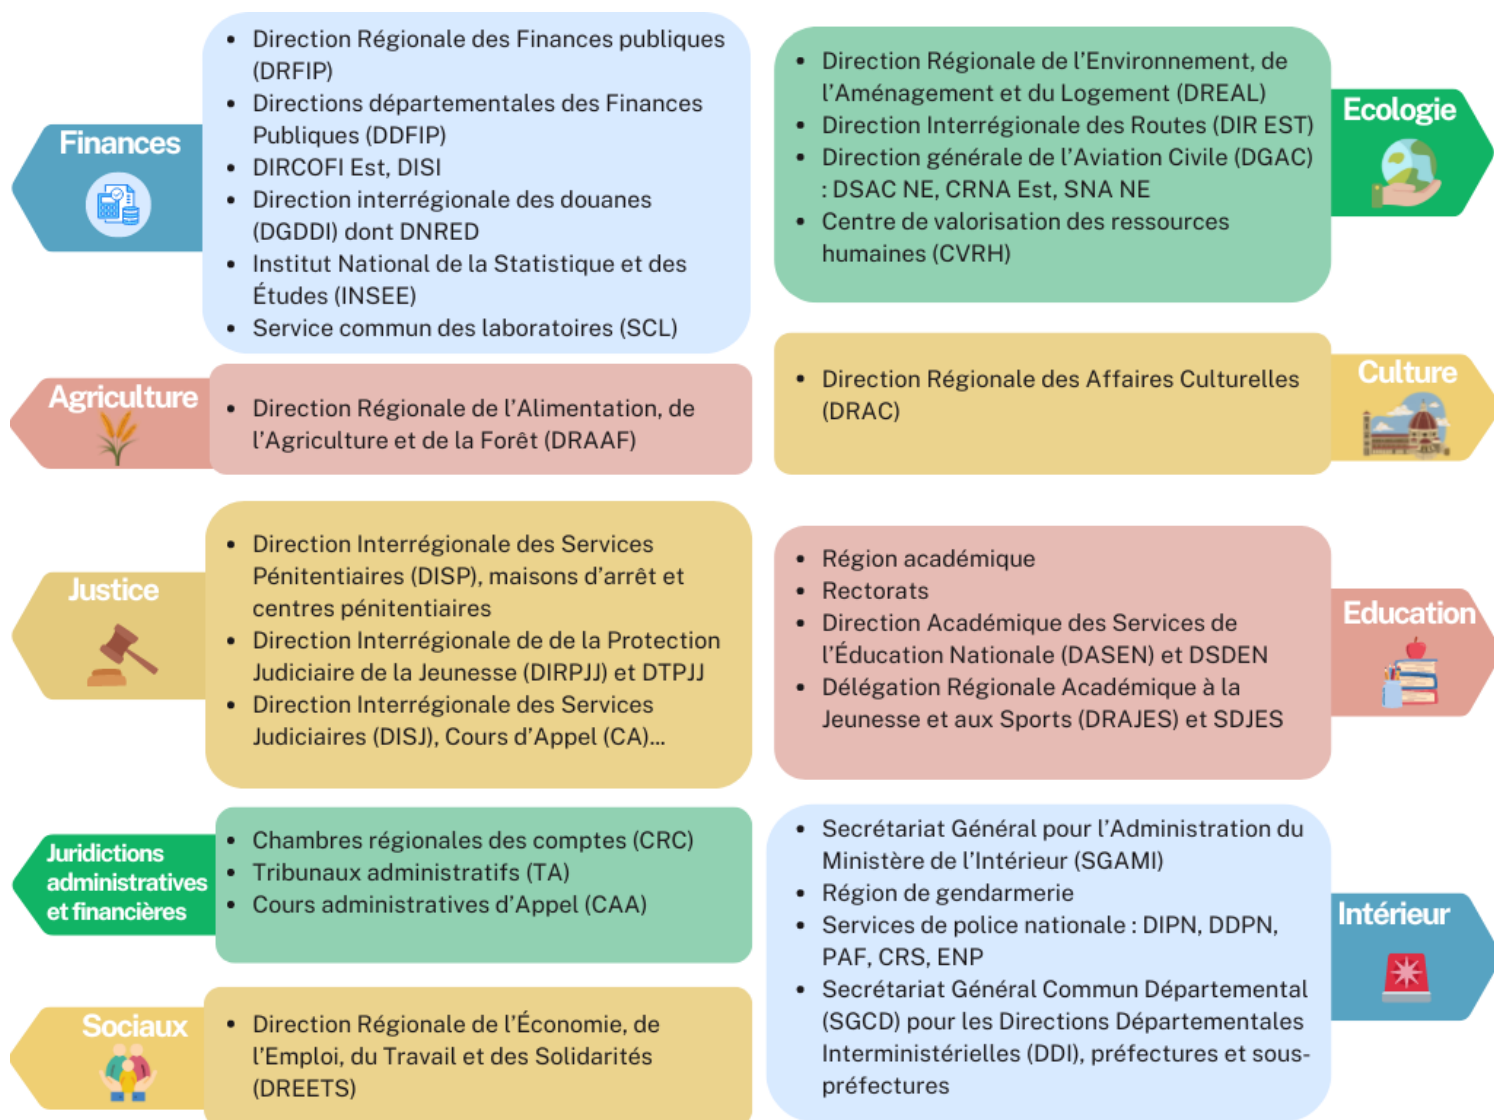 Finances
• Direction Régionale des Finances publiques
(DRFIP)
• Directions départementales des Finances
Publiques (DDFIP)
• DIRCOFI Est, DISI
• Direction interrégionale des douanes
(DGDDI) dont DNRED
• Institut National de la Statistique et des
Études (INSEE)
• Service commun des laboratoires (SCL)
Ecologie
• Direction Régionale de l'Environnement, de
l'Aménagement et du Logement (DREAL)
• Direction Interrégionale des Routes (DIR EST)
• Direction générale de l'Aviation Civile (DGAC)
: DSAC NE, CRNA Est, SNA NE
• Centre de valorisation des ressources
humaines (CVRH)
Agriculture
• Direction Régionale de l'Alimentation, de
l'Agriculture et de la Forêt (DRAAF)
Culture
• Direction Régionale des Affaires Culturelles
(DRAC)
Justice
• Direction Interrégionale des Services
Pénitentiaires (DISP), maisons d'arrêt et
centres pénitentiaires
• Direction Interrégionale de de la Protection
Judiciaire de la Jeunesse (DIRPJJ) et DTPJJ
• Direction Interrégionale des Services
Judiciaires (DISJ), Cours d'Appel (CA)...
Education
• Région académique
• Rectorats
• Direction Académique des Services de
l'Éducation Nationale (DASEN) et DSDEN
• Délégation Régionale Académique à la
Jeunesse et aux Sports (DRAJES) et SDJES
Juridictions
administratives
et financières
• Chambres régionales des comptes (CRC)
• Tribunaux administratifs (TA)
• Cours administratives d'Appel (CAA)
Intérieur
• Secrétariat Général pour l'Administration du
Ministère de l'Intérieur (SGAMI)
• Région de gendarmerie
• Services de police nationale : DIPN, DDPN,
PAF, CRS, ENP
• Secrétariat Général Commun Départemental
(SGCD) pour les Directions Départementales
Interministérielles (DDI), préfectures et sous-
préfectures
Sociaux
• Direction Régionale de l'Économie, de
l'Emploi, du Travail et des Solidarités
(DREETS)